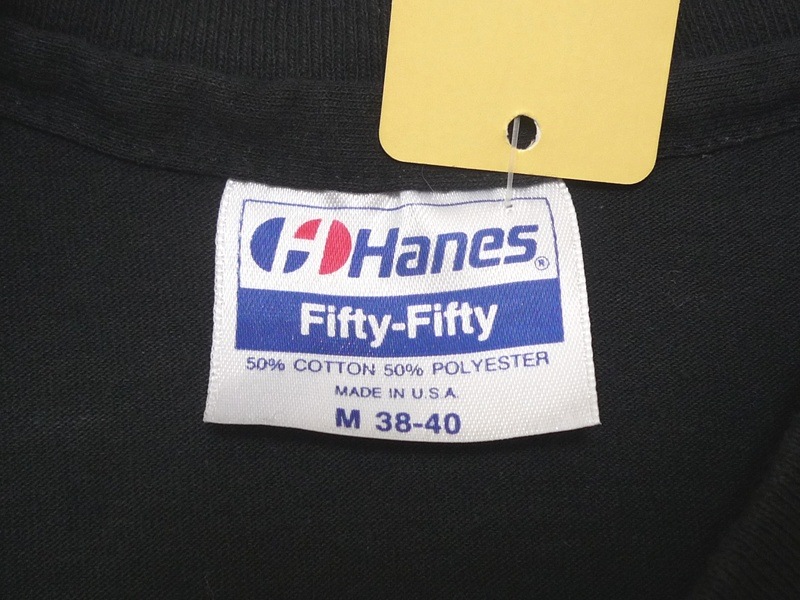 Hanes®
Fifty-Fifty
50% COTTON 50% POLYESTER
MADE IN U.S.A.
M 38-40